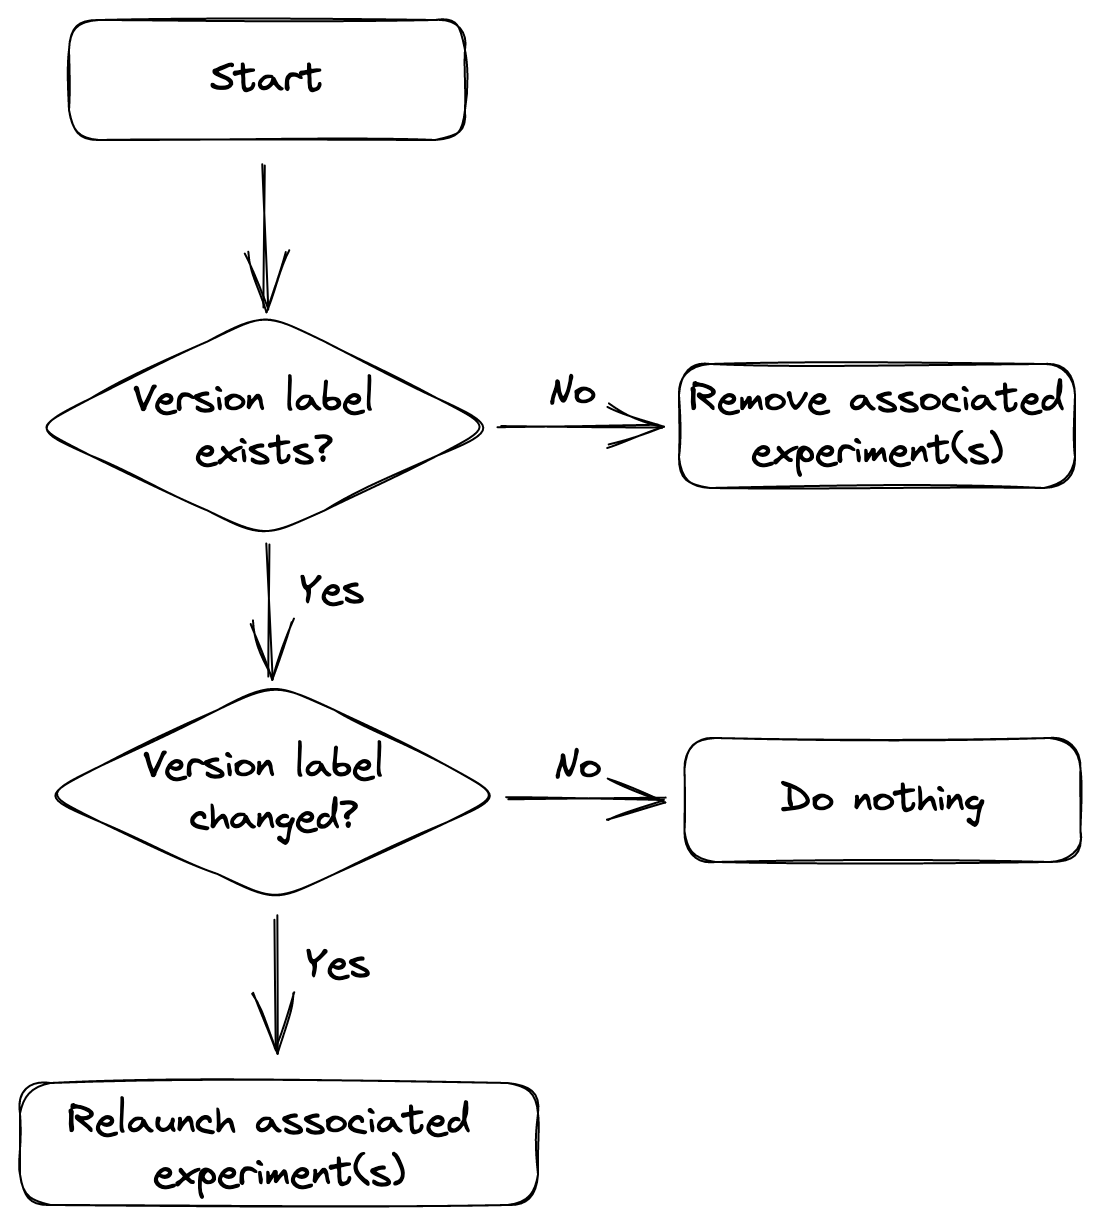 Start
Version label
exists?
No
Remove associated
experiment(s)
Yes
Version label
changed?
No
Do nothing
Yes
Relaunch associated
experiment(s)